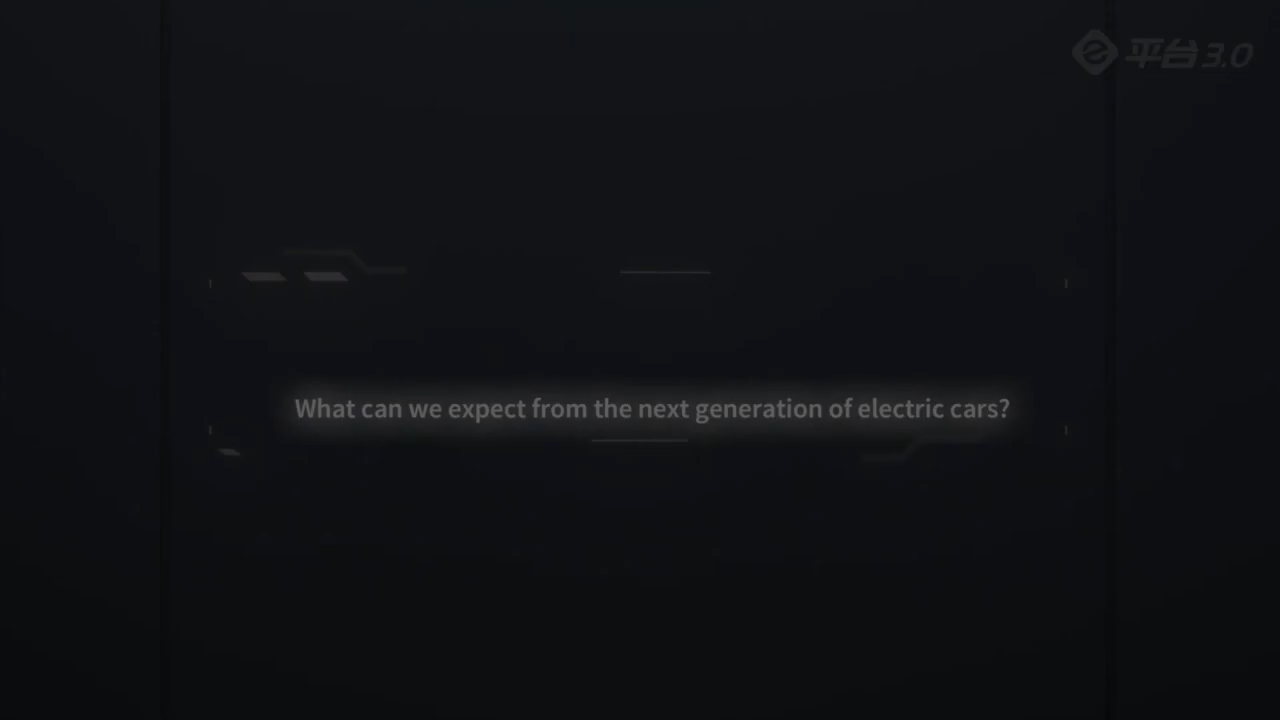 平台3.0
What can we expect from the next generation of electric cars?